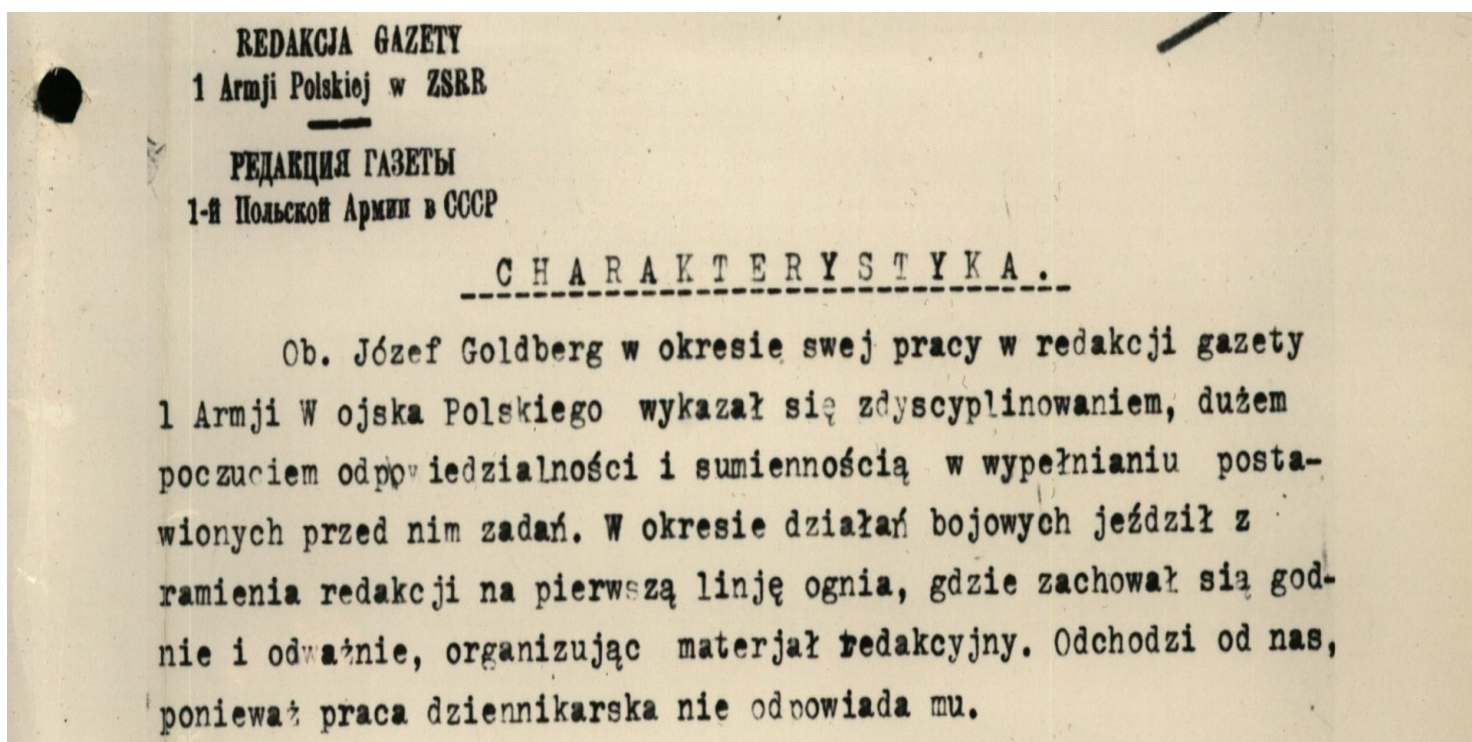 REDAKCJA GAZETY
1 Armji Polskiej w ZSRR
РЕДАКЦИЯ ГАЗЕТЫ
1-й Польской Армии в СССР
CHARAKTERYSTYKA.
Ob. Józef Goldberg w okresie swej pracy w redakcji gazety
1 Armji W ojska Polskiego wykazał się zdyscyplinowaniem, dużem
poczuciem odpowiedzialności i sumiennością w wypełnianiu posta-
wionych przed nim zadań. W okresie działań bojowych jeździł z
ramienia redakcji na pierwszą linję ognia, gdzie zachował sią god-
nie i odważnie, organizując materjał redakcyjny. Odchodzi od nas,
ponieważ praca dziennikarska nie odpowiada mu.